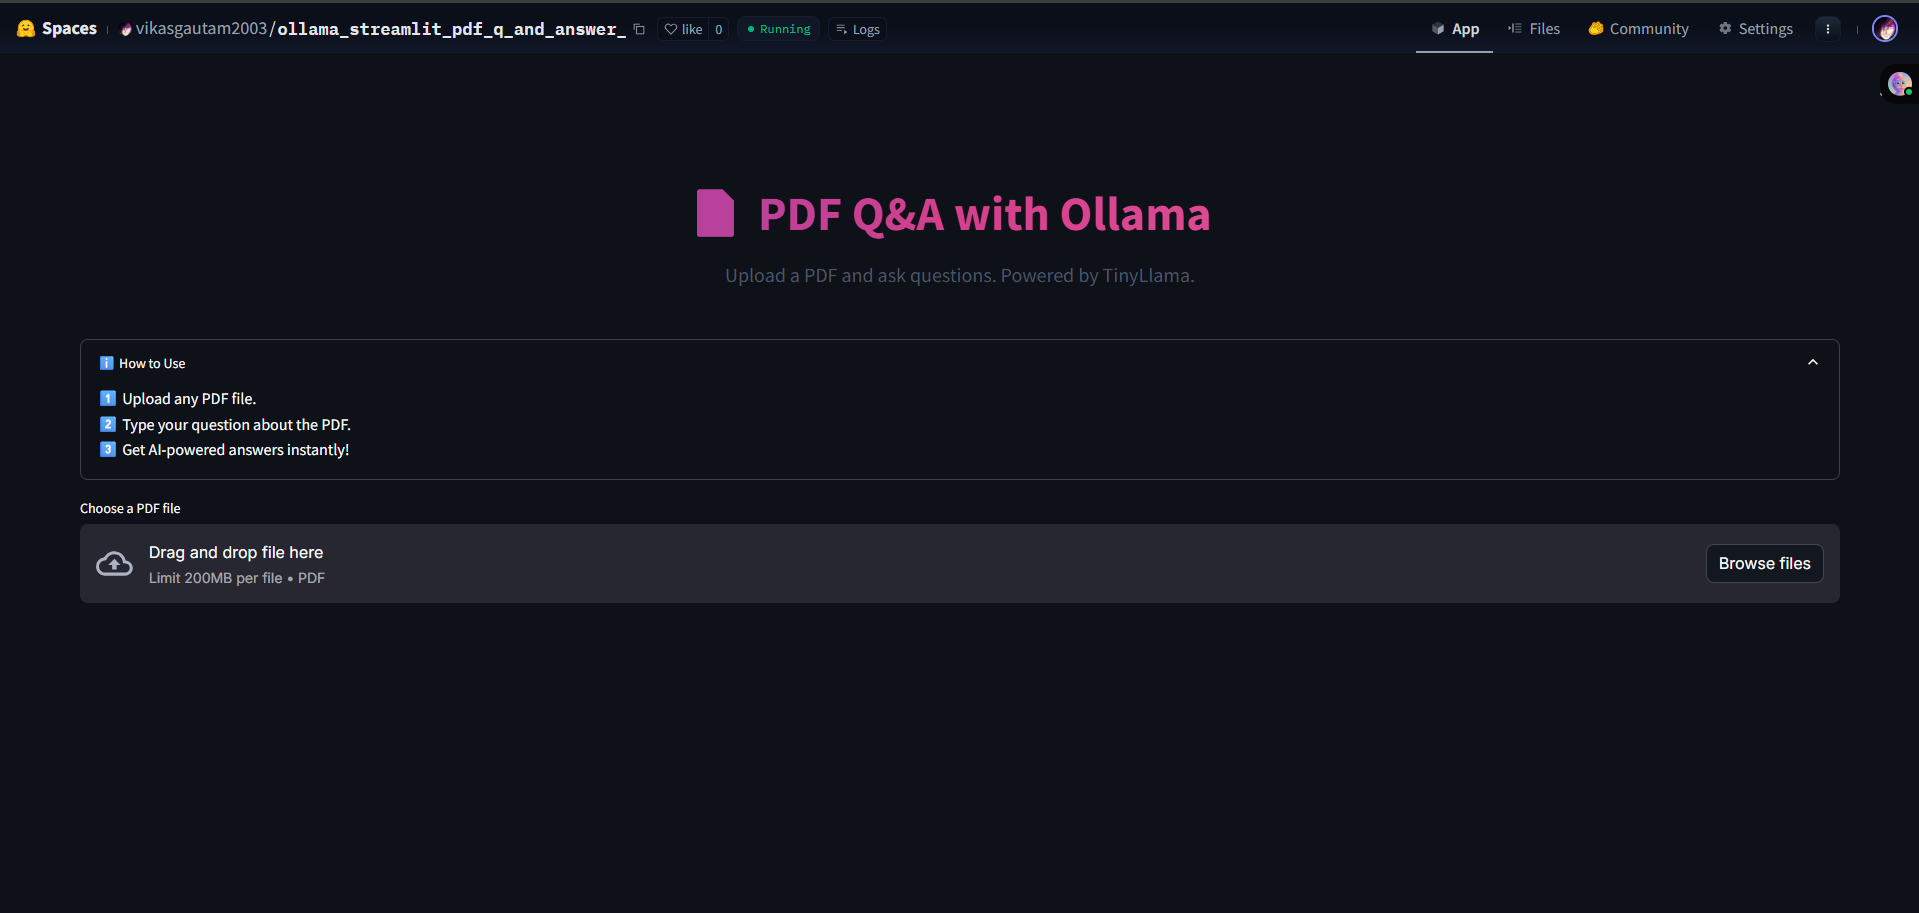 Spaces vikasgautam2003/ollama_streamlit_pdf_q_and_answer_ like 0 Running Logs App Files Community Settings
PDF Q&A with Ollama
Upload a PDF and ask questions. Powered by TinyLlama.
i How to Use
1 Upload any PDF file.
2 Type your question about the PDF.
3 Get AI-powered answers instantly!
Choose a PDF file
Drag and drop file here
Limit 200MB per file • PDF
Browse files